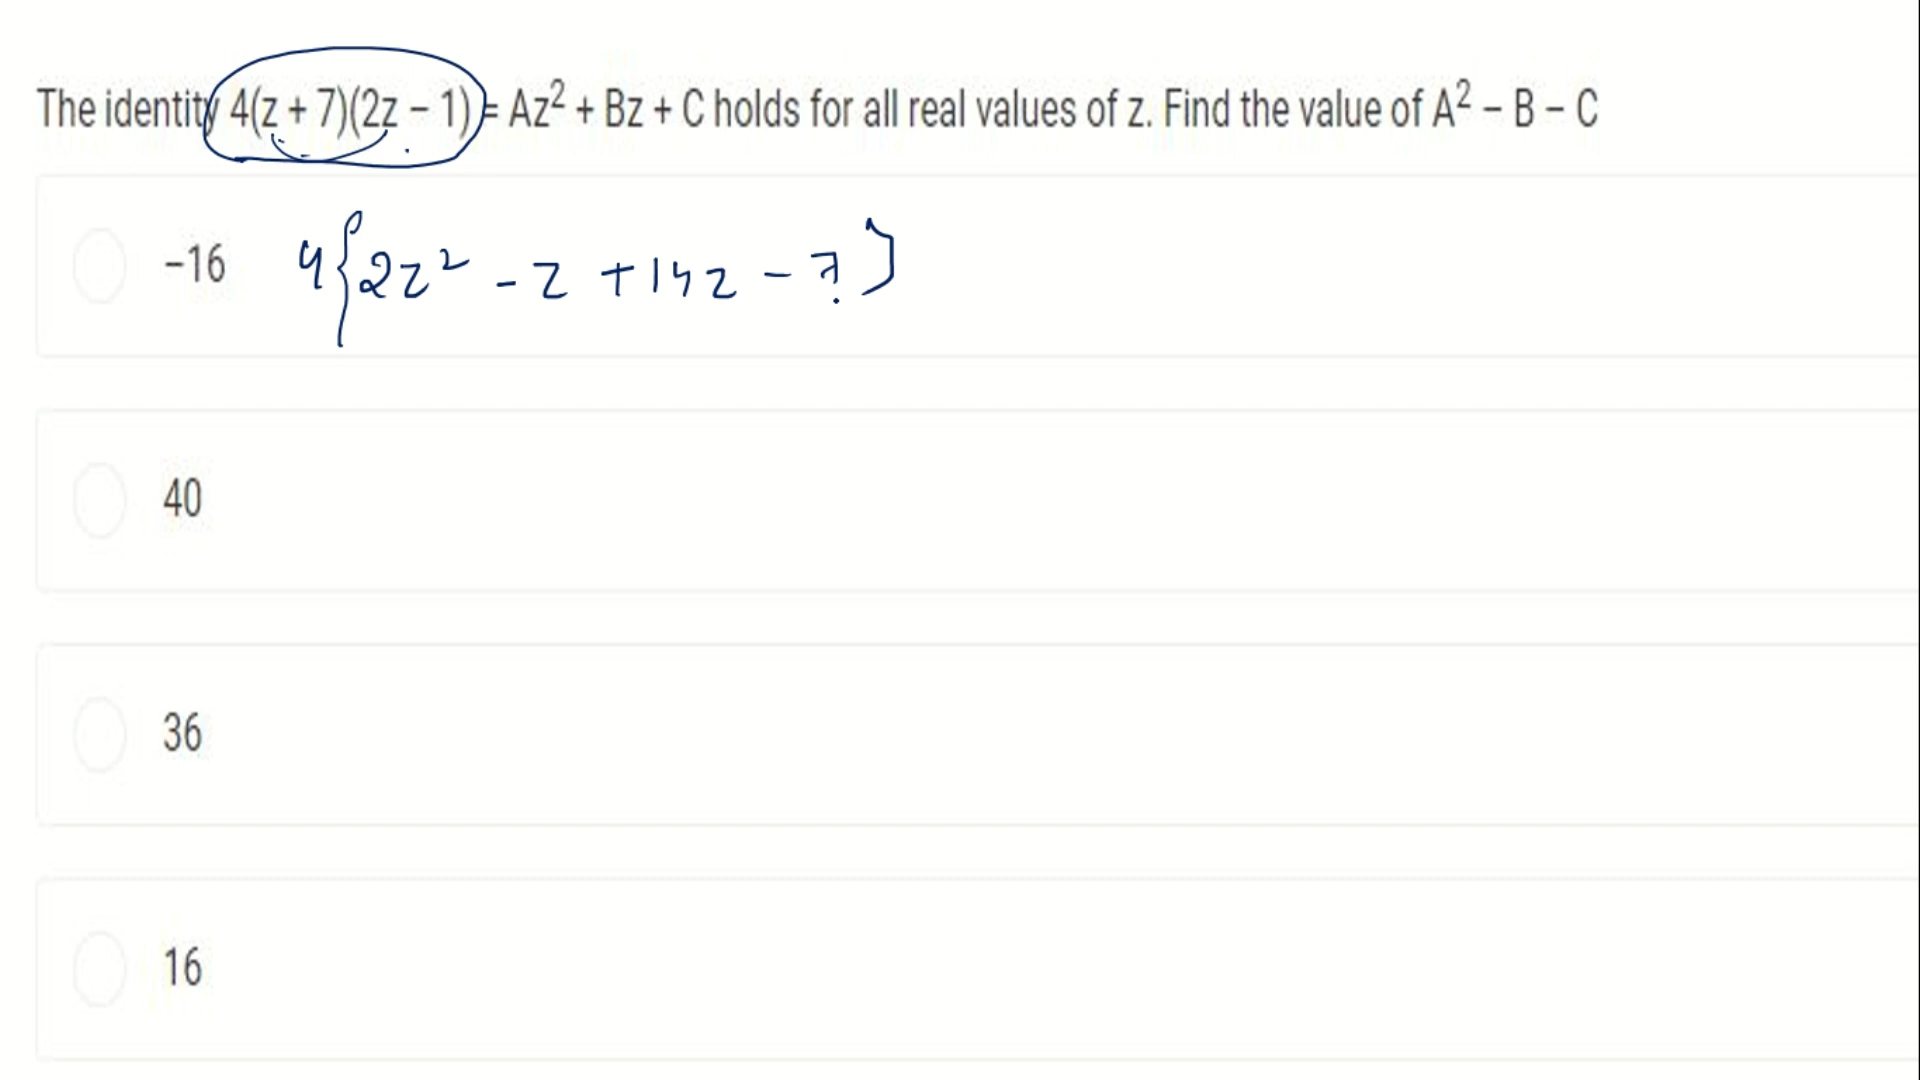 The identity 4(z + 7)(2z − 1) = Az² + Bz + C holds for all real values of z. Find the value of A² − B − C
−16
4{2z² - z + 14z - 7}
40
36
16